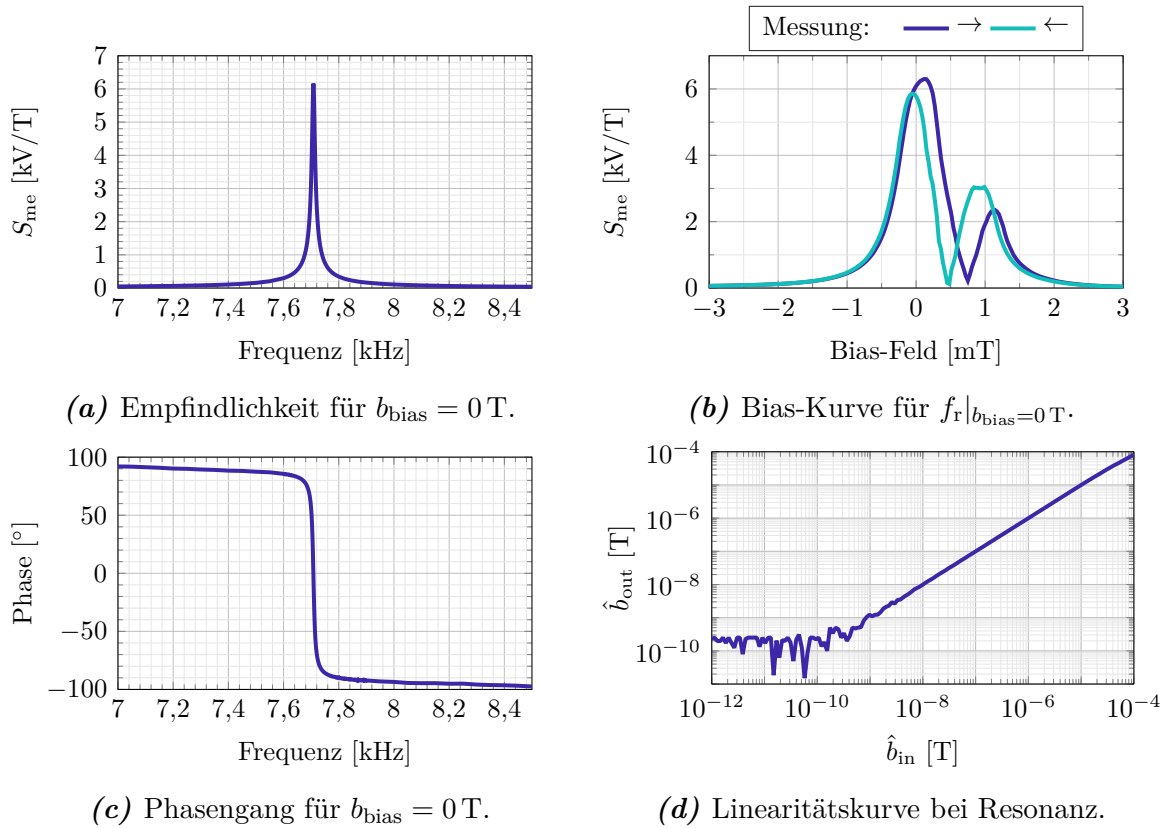 Messung: → ←
7
6
5
4
3
2
1
0
S_me [kV/T]
7 7,2 7,4 7,6 7,8 8 8,2 8,4
Frequenz [kHz]
(a) Empfindlichkeit für b_bias = 0 T.
6
4
2
0
S_me [kV/T]
−3 −2 −1 0 1 2 3
Bias-Feld [mT]
(b) Bias-Kurve für f_r|_{b_bias=0 T}.
100
50
0
−50
−100
Phase [°]
7 7,2 7,4 7,6 7,8 8 8,2 8,4
Frequenz [kHz]
(c) Phasengang für b_bias = 0 T.
10^−4
10^−6
10^−8
10^−10
b̂_out [T]
10^−12 10^−10 10^−8 10^−6 10^−4
b̂_in [T]
(d) Linearitätskurve bei Resonanz.